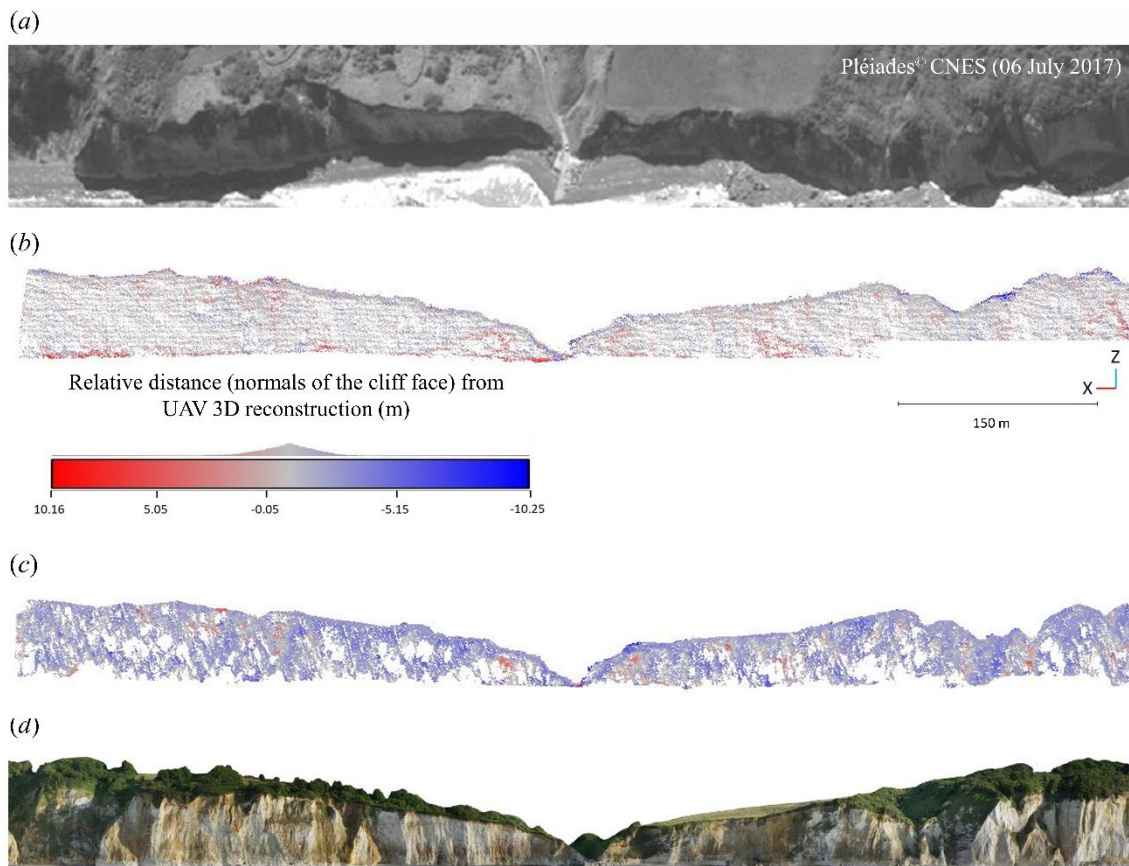 (a)
Pléiades© CNES (06 July 2017)
(b)
Relative distance (normals of the cliff face) from
UAV 3D reconstruction (m)
Z
X
150 m
10.16 5.05 -0.05 -5.15 -10.25
(c)
(d)